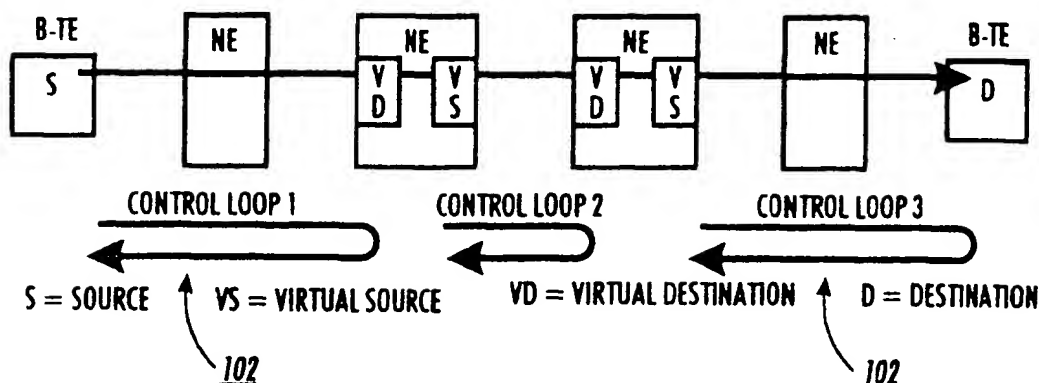 B-TE
NE
NE
NE
NE
B-TE
S
V D
V S
V D
V S
D
CONTROL LOOP 1
CONTROL LOOP 2
CONTROL LOOP 3
S = SOURCE
VS = VIRTUAL SOURCE
VD = VIRTUAL DESTINATION
D = DESTINATION
102
102